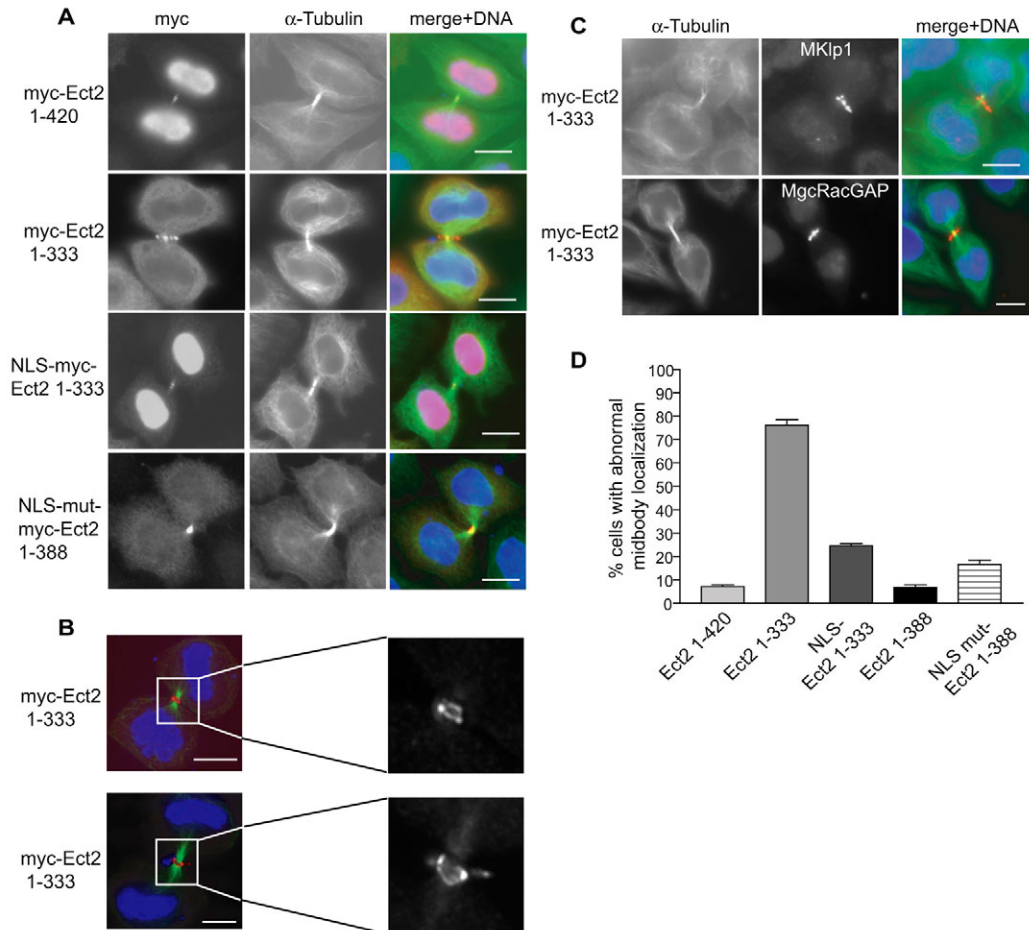 A
myc
α-Tubulin
merge+DNA
myc-Ect2
1-420
myc-Ect2
1-333
NLS-myc-
Ect2 1-333
NLS-mut-
myc-Ect2
1-388
B
myc-Ect2
1-333
myc-Ect2
1-333
C
α-Tubulin
merge+DNA
MKlp1
myc-Ect2
1-333
MgcRacGAP
myc-Ect2
1-333
D
% cells with abnormal
midbody localization
100
90
80
70
60
50
40
30
20
10
0
Ect2 1-420
Ect2 1-333
NLS-
Ect2 1-333
Ect2 1-388
NLS mut-
Ect2 1-388